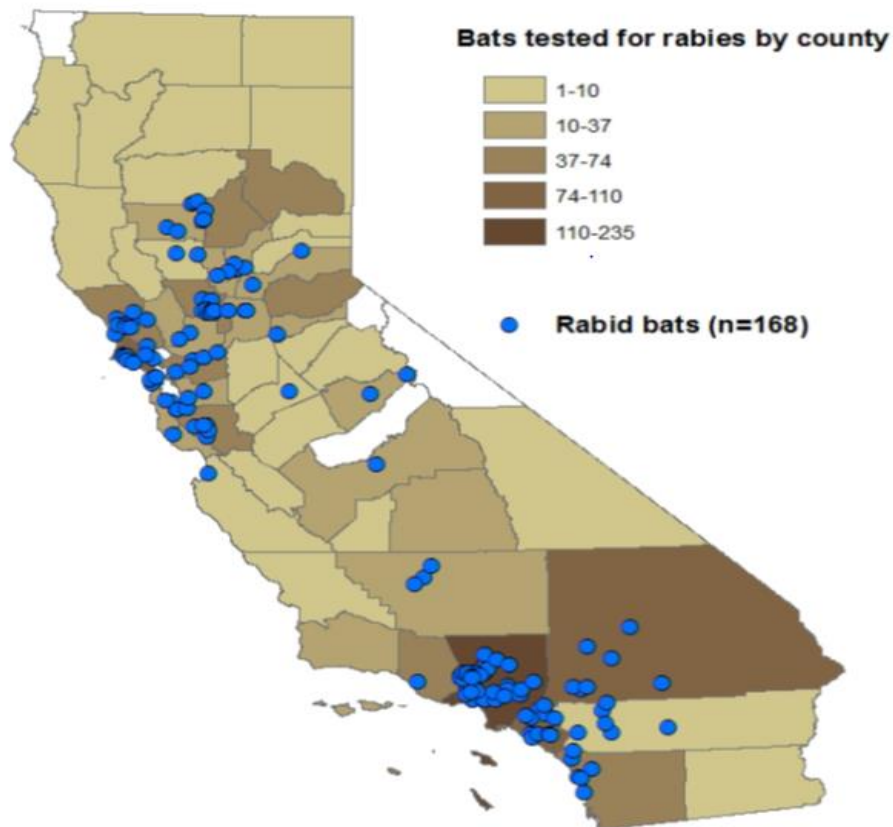 Bats tested for rabies by county
1-10
10-37
37-74
74-110
110-235
Rabid bats (n=168)